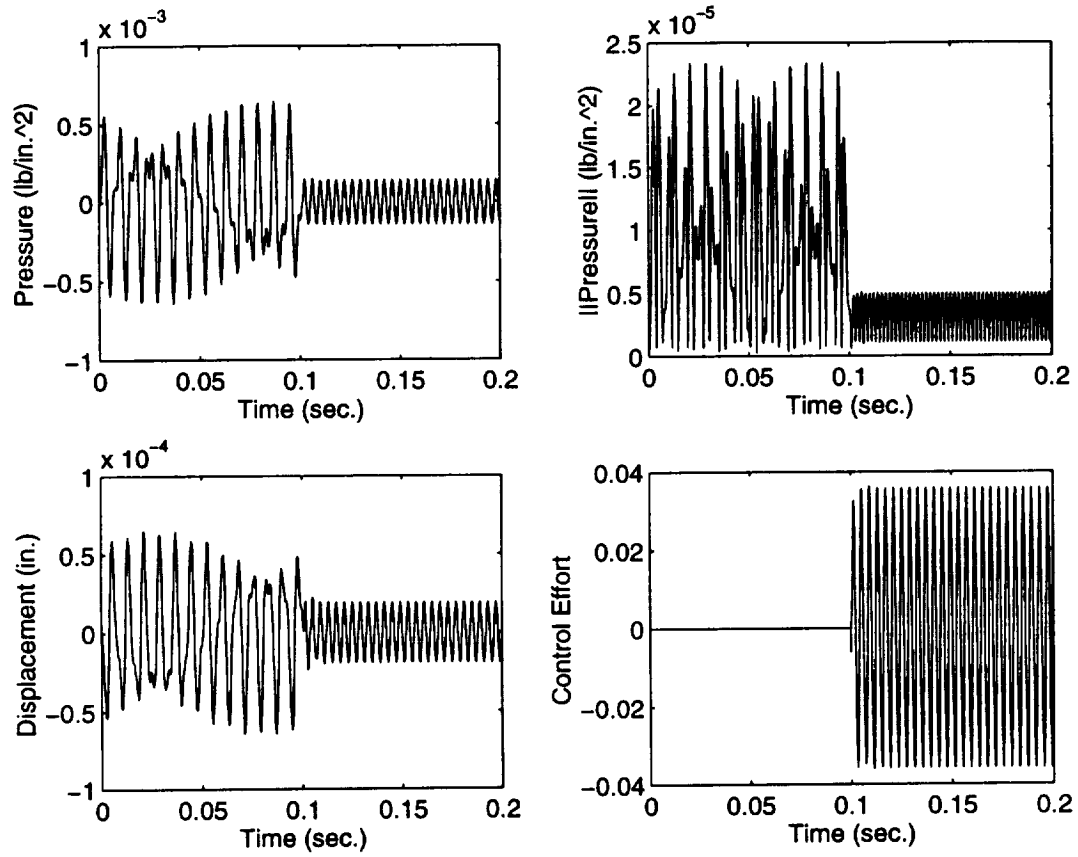 x 10^-3
1
0.5
0
-0.5
-1
Pressure (lb/in.^2)
0 0.05 0.1 0.15 0.2
Time (sec.)
x 10^-5
2.5
2
1.5
1
0.5
0
||Pressure|| (lb/in.^2)
0 0.05 0.1 0.15 0.2
Time (sec.)
x 10^-4
1
0.5
0
-0.5
-1
Displacement (in.)
0 0.05 0.1 0.15 0.2
Time (sec.)
0.04
0.02
0
-0.02
-0.04
Control Effort
0 0.05 0.1 0.15 0.2
Time (sec.)